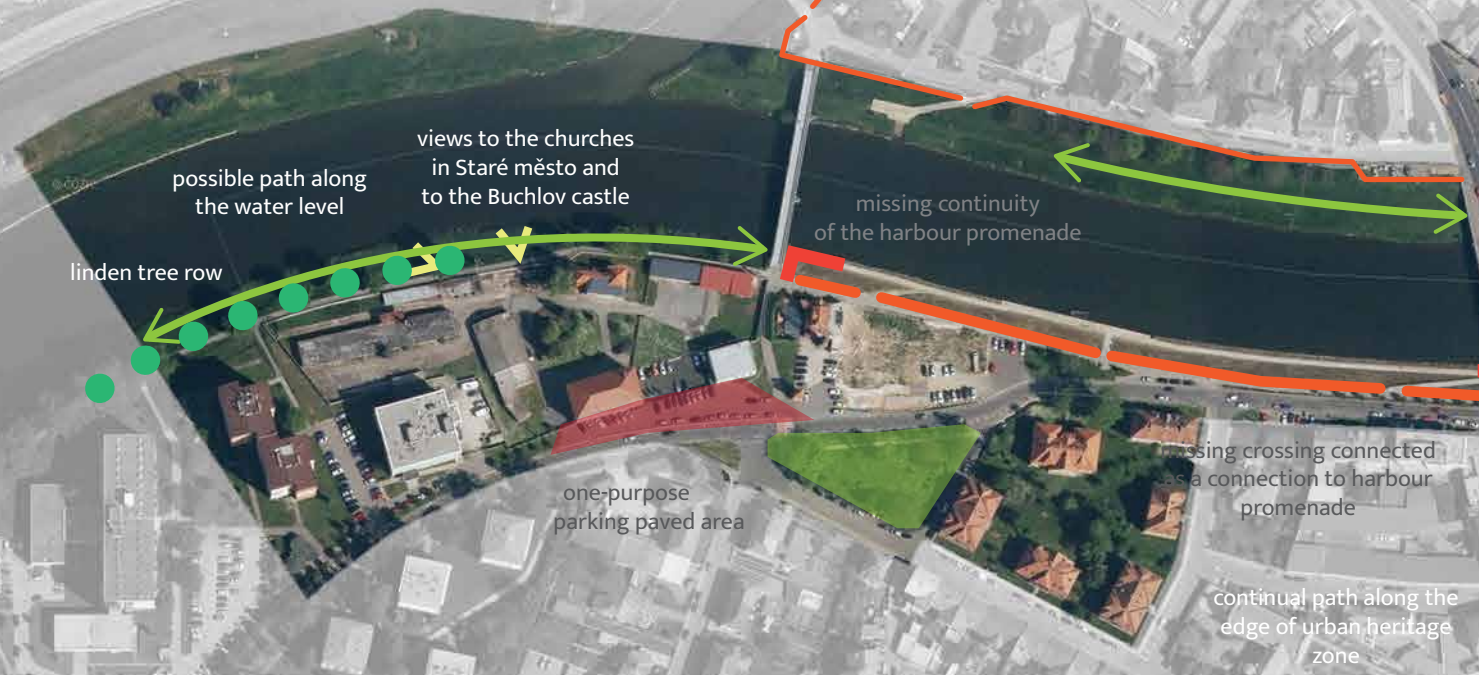 views to the churches
in Staré město and
to the Buchlov castle
possible path along
the water level
linden tree row
missing continuity
of the harbour promenade
one-purpose
parking paved area
crossing connected
a connection to harbour
promenade
continual path along the
edge of urban heritage
zone